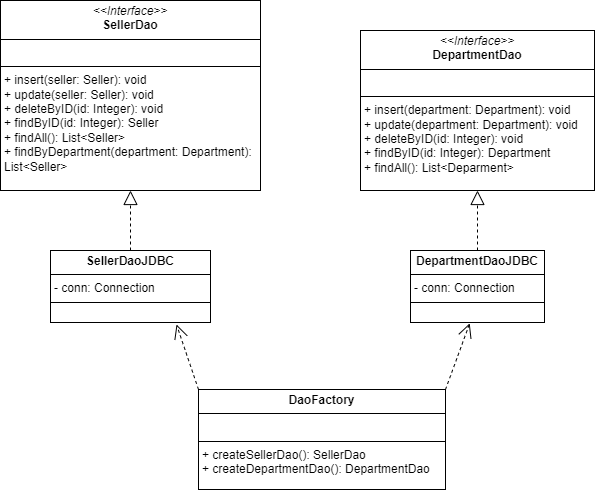 <<Interface>>
SellerDao
+ insert(seller: Seller): void
+ update(seller: Seller): void
+ deleteByID(id: Integer): void
+ findByID(id: Integer): Seller
+ findAll(): List<Seller>
+ findByDepartment(department: Department):
List<Seller>
<<Interface>>
DepartmentDao
+ insert(department: Department): void
+ update(department: Department): void
+ deleteByID(id: Integer): void
+ findByID(id: Integer): Department
+ findAll(): List<Deparment>
SellerDaoJDBC
- conn: Connection
DepartmentDaoJDBC
- conn: Connection
DaoFactory
+ createSellerDao(): SellerDao
+ createDepartmentDao(): DepartmentDao